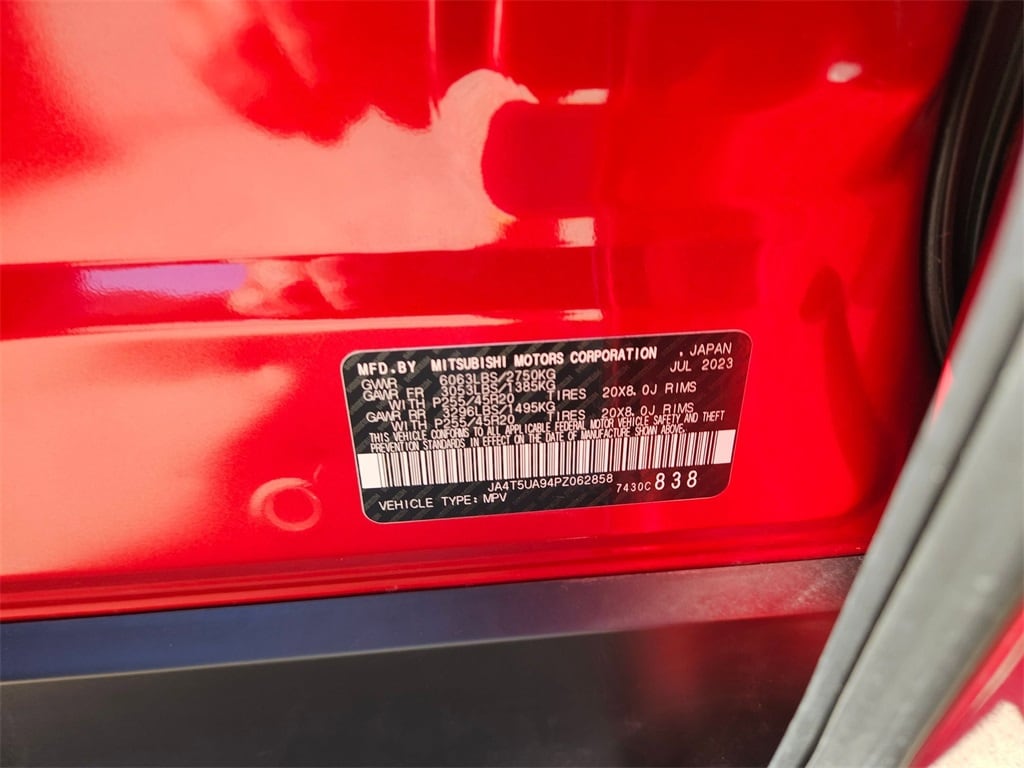 MFD.BY MITSUBISHI MOTORS CORPORATION , JAPAN
GVWR 6063LBS/2750KG JUL 2023
GAWR FR 3053LBS/1385KG
WITH P255/45R20 TIRES 20X8.0J RIMS
GAWR RR 3296LBS/1495KG
WITH P255/45R20 TIRES 20X8.0J RIMS
THIS VEHICLE CONFORMS TO ALL APPLICABLE FEDERAL MOTOR VEHICLE SAFETY AND THEFT
PREVENTION STANDARDS IN EFFECT ON THE DATE OF MANUFACTURE SHOWN ABOVE.
JA4T5UA94PZ062858 7430C 838
VEHICLE TYPE: MPV